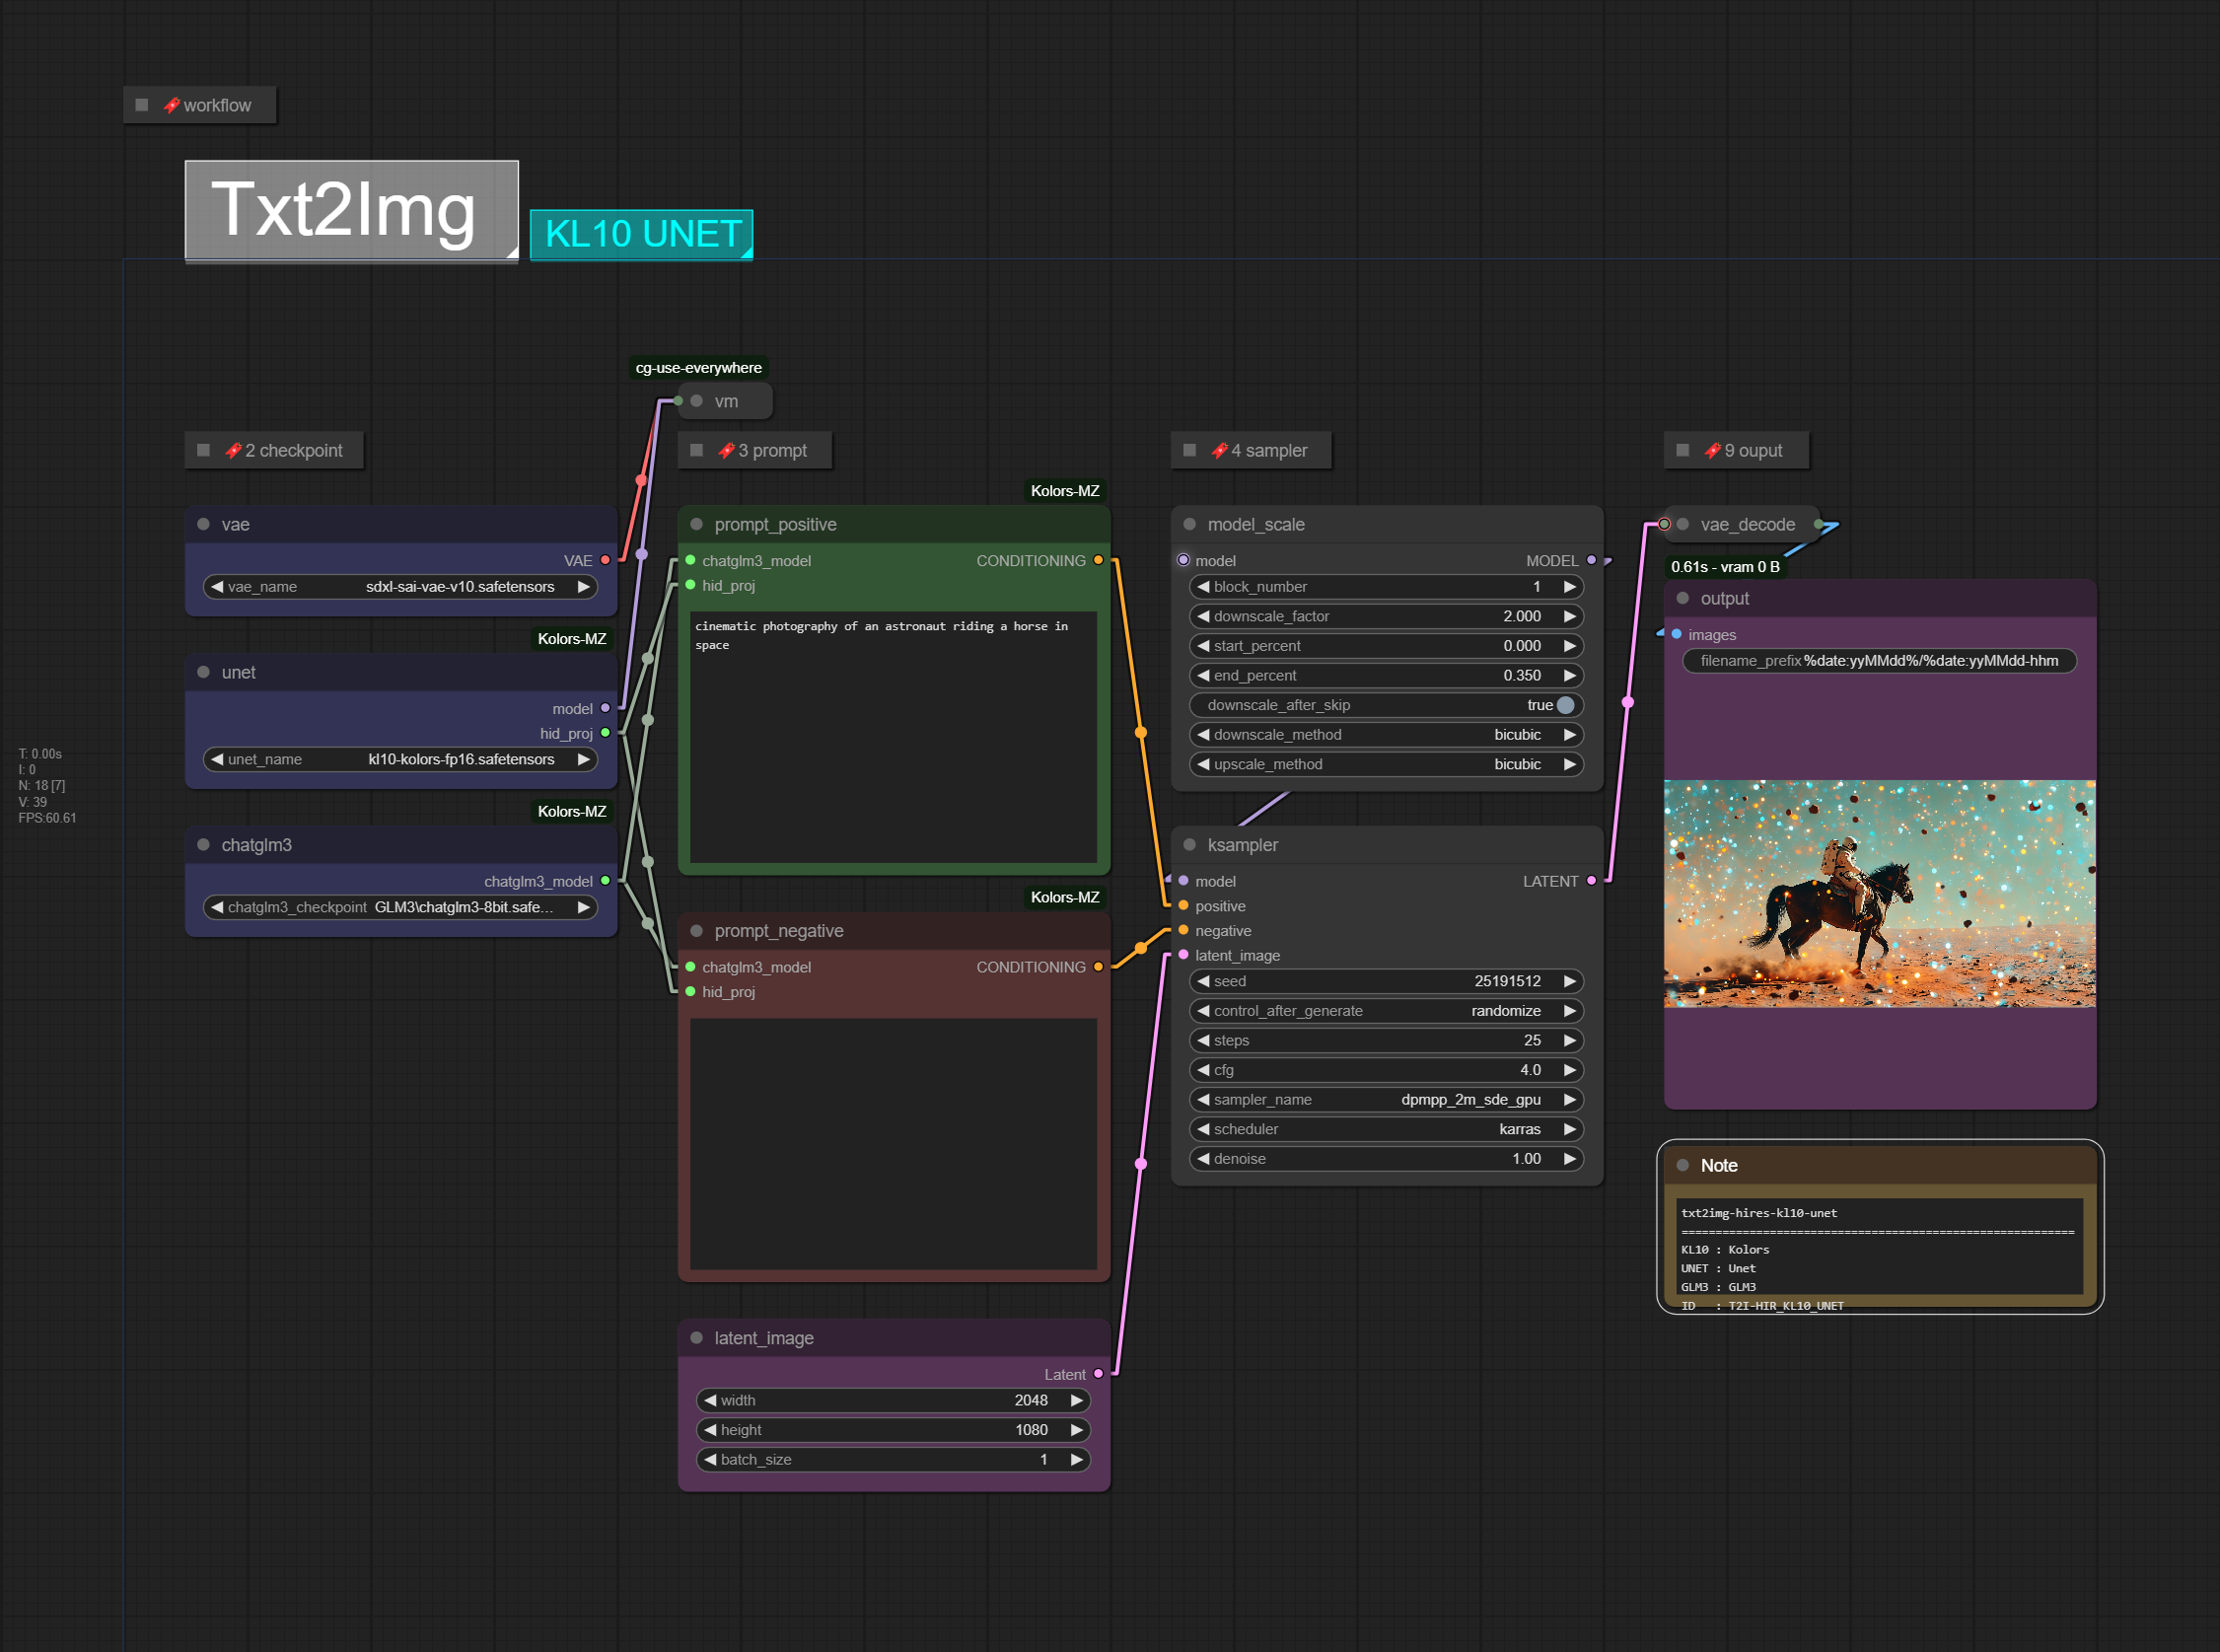 workflow
Txt2Img
KL10 UNET
cg-use-everywhere
vm
2 checkpoint
3 prompt
4 sampler
9 ouput
vae
VAE
vae_name sdxl-sai-vae-v10.safetensors
Kolors-MZ
unet
model
hid_proj
unet_name kl10-kolors-fp16.safetensors
Kolors-MZ
chatglm3
chatglm3_model
chatglm3_checkpoint GLM3\chatglm3-8bit.safe...
T: 0.00s
I: 0
N: 18 [7]
V: 39
FPS:60.61
Kolors-MZ
prompt_positive
chatglm3_model CONDITIONING
hid_proj
cinematic photography of an astronaut riding a horse in
space
Kolors-MZ
prompt_negative
chatglm3_model CONDITIONING
hid_proj
latent_image
Latent
width 2048
height 1080
batch_size 1
model_scale
model MODEL
block_number 1
downscale_factor 2.000
start_percent 0.000
end_percent 0.350
downscale_after_skip true
downscale_method bicubic
upscale_method bicubic
ksampler
model LATENT
positive
negative
latent_image
seed 25191512
control_after_generate randomize
steps 25
cfg 4.0
sampler_name dpmpp_2m_sde_gpu
scheduler karras
denoise 1.00
vae_decode
0.61s - vram 0 B
output
images
filename_prefix %date:yyMMdd%/%date:yyMMdd-hhm
Note
txt2img-hires-kl10-unet
==========================================================
KL10 : Kolors
UNET : Unet
GLM3 : GLM3
ID : T2I-HIR_KL10_UNET